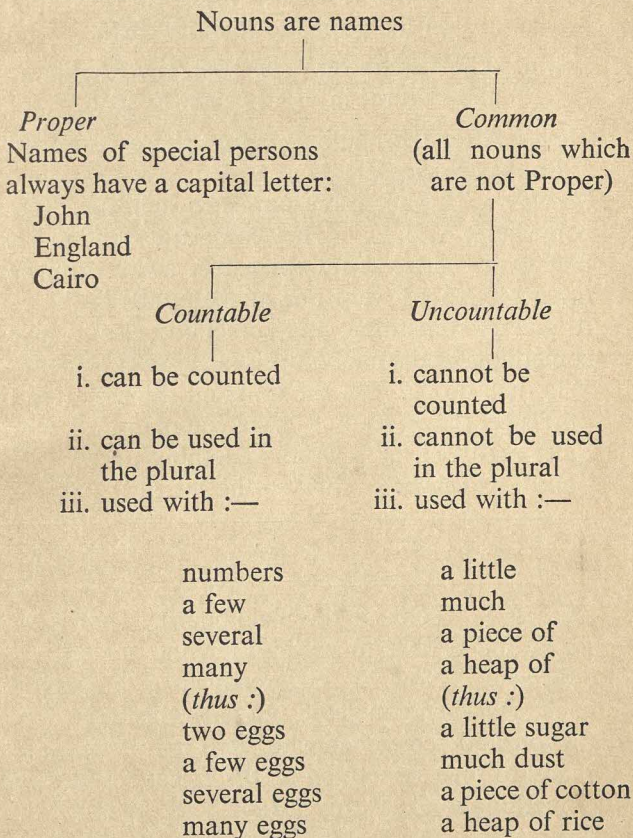 Nouns are names
Proper
Names of special persons
always have a capital letter:
John
England
Cairo
Common
(all nouns which
are not Proper)
Countable
i. can be counted
ii. can be used in
the plural
iii. used with :—
numbers
a few
several
many
(thus :)
two eggs
a few eggs
several eggs
many eggs
Uncountable
i. cannot be
counted
ii. cannot be used
in the plural
iii. used with :—
a little
much
a piece of
a heap of
(thus :)
a little sugar
much dust
a piece of cotton
a heap of rice